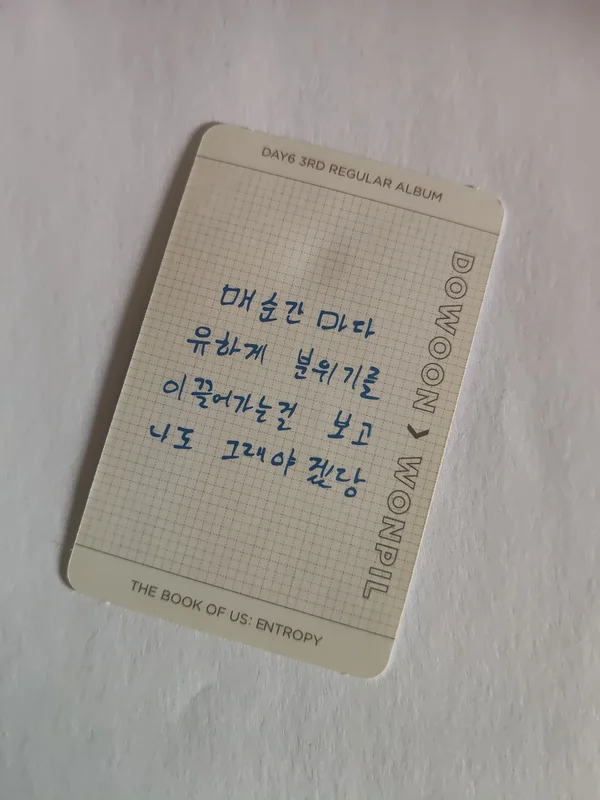 DAY6 3RD REGULAR ALBUM
매 순간 마다
유하게 분위기를
이끌어가는걸 보고
나도 그래야 겠랑
DOWOON > WONPIL
THE BOOK OF US: ENTROPY